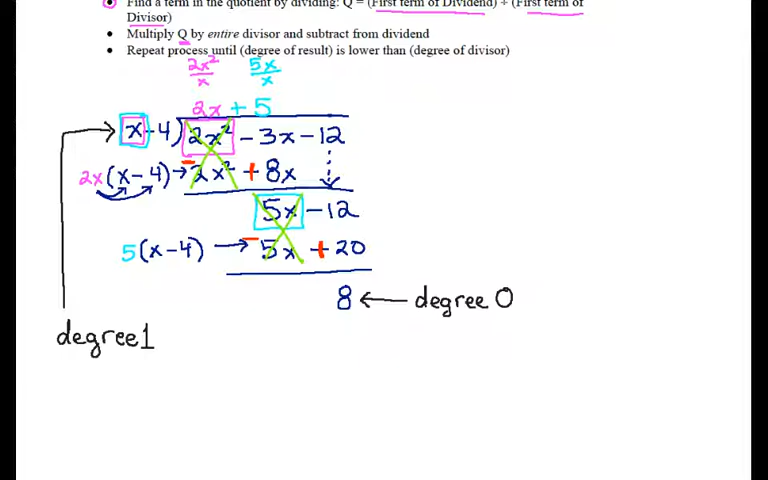 Find a term in the quotient by dividing: Q = (First term of Dividend) ÷ (First term of
Divisor)
• Multiply Q by entire divisor and subtract from dividend
• Repeat process until (degree of result) is lower than (degree of divisor)
2x²/x 5x/x
2x + 5
x - 4) 2x² - 3x - 12
2x(x - 4) → - 2x² + 8x
5x - 12
5(x - 4) → - 5x + 20
8 ← degree 0
degree 1